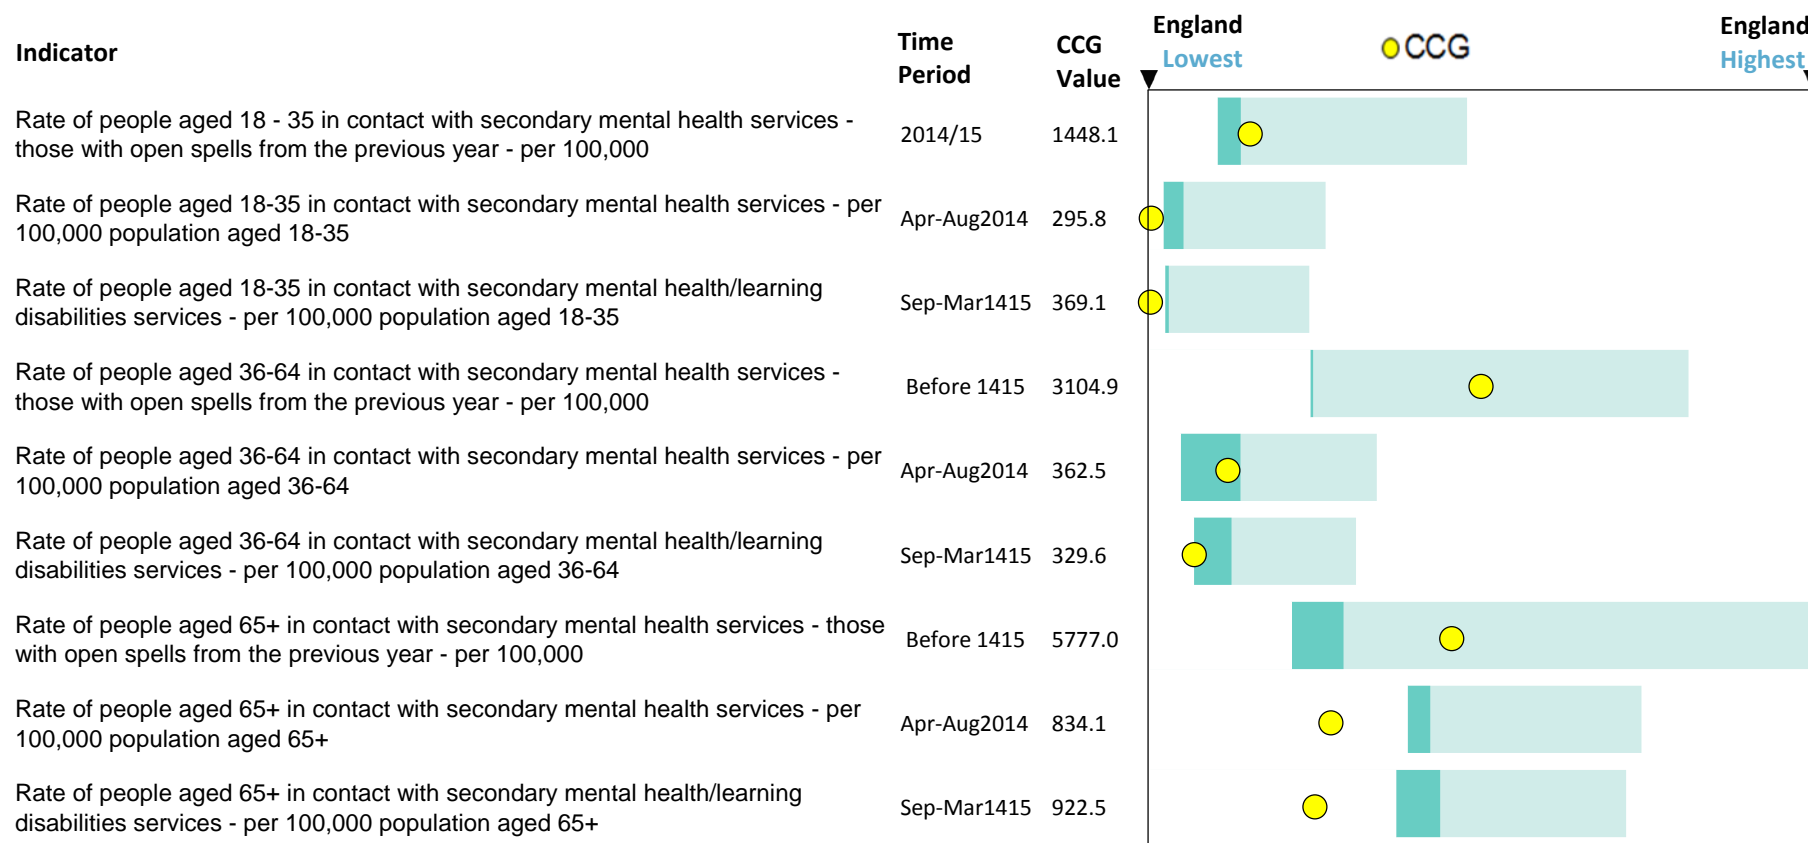 Indicator
Time
Period
CCG
Value
England
Lowest
CCG
England
Highest
Rate of people aged 18 - 35 in contact with secondary mental health services -
those with open spells from the previous year - per 100,000
2014/15
1448.1
Rate of people aged 18-35 in contact with secondary mental health services - per
100,000 population aged 18-35
Apr-Aug2014
295.8
Rate of people aged 18-35 in contact with secondary mental health/learning
disabilities services - per 100,000 population aged 18-35
Sep-Mar1415
369.1
Rate of people aged 36-64 in contact with secondary mental health services -
those with open spells from the previous year - per 100,000
Before 1415
3104.9
Rate of people aged 36-64 in contact with secondary mental health services - per
100,000 population aged 36-64
Apr-Aug2014
362.5
Rate of people aged 36-64 in contact with secondary mental health/learning
disabilities services - per 100,000 population aged 36-64
Sep-Mar1415
329.6
Rate of people aged 65+ in contact with secondary mental health services - those
with open spells from the previous year - per 100,000
Before 1415
5777.0
Rate of people aged 65+ in contact with secondary mental health services - per
100,000 population aged 65+
Apr-Aug2014
834.1
Rate of people aged 65+ in contact with secondary mental health/learning
disabilities services - per 100,000 population aged 65+
Sep-Mar1415
922.5